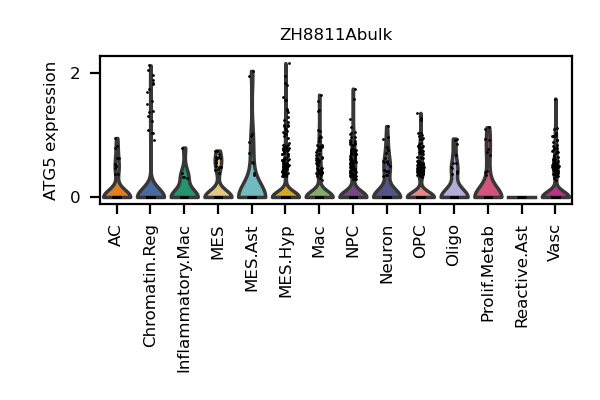 ZH8811Abulk
ATG5 expression
2
0
AC
Chromatin.Reg
Inflammatory.Mac
MES
MES.Ast
MES.Hyp
Mac
NPC
Neuron
OPC
Oligo
Prolif.Metab
Reactive.Ast
Vasc